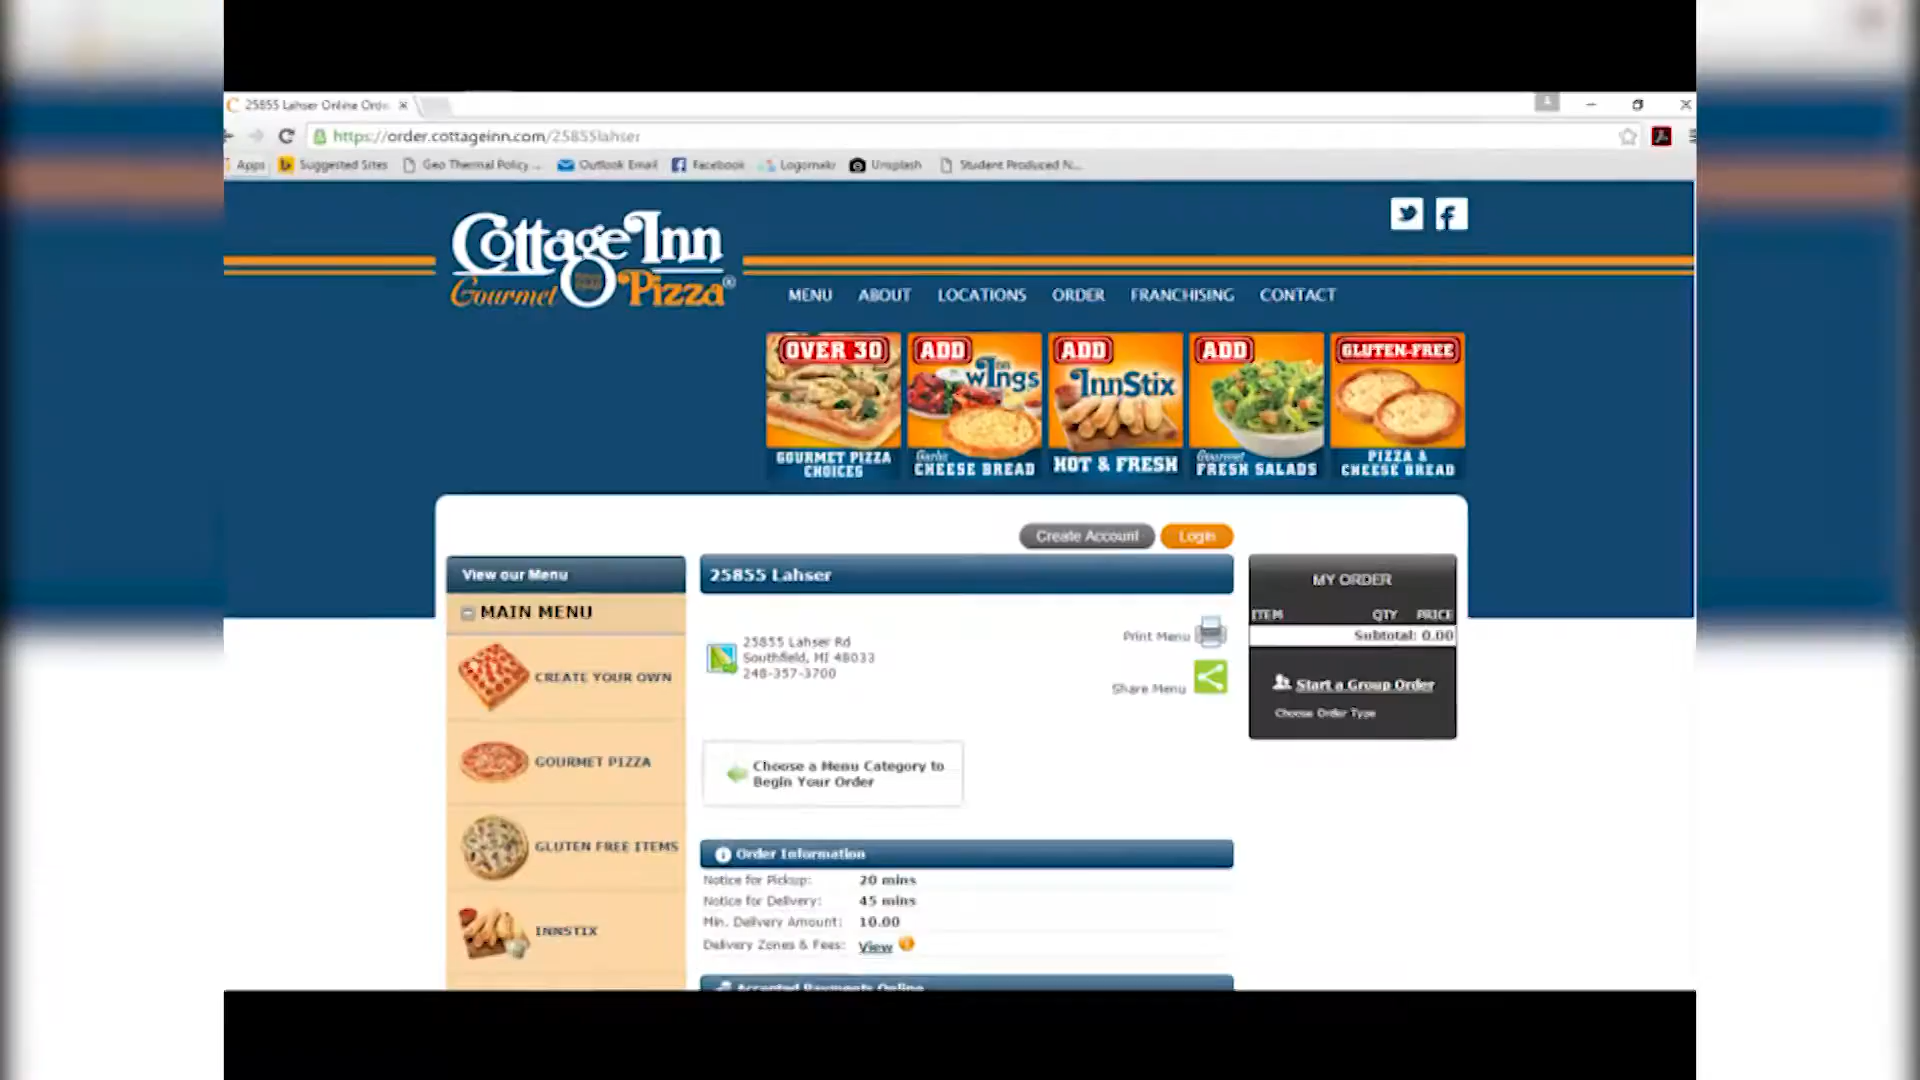 25855 Lahser Online Orde
https://order.cottageinn.com/25855lahser
Apps Suggested Sites Geo Thermal Policy ... Outlook Email Facebook Logomakr Unsplash Student Produced N...
Cottage Inn
Gourmet Pizza®
MENU ABOUT LOCATIONS ORDER FRANCHISING CONTACT
OVER 30
GOURMET PIZZA
CHOICES
ADD
wIngs
Garlic
CHEESE BREAD
ADD
InnStix
HOT & FRESH
ADD
Gourmet
FRESH SALADS
GLUTEN-FREE
PIZZA &
CHEESE BREAD
Create Account Login
View our Menu
MAIN MENU
CREATE YOUR OWN
GOURMET PIZZA
GLUTEN FREE ITEMS
INNSTIX
25855 Lahser
25855 Lahser Rd
Southfield, MI 48033
248-357-3700
Print Menu
Share Menu
Choose a Menu Category to
Begin Your Order
Order Information
Notice for Pickup: 20 mins
Notice for Delivery: 45 mins
Min. Delivery Amount: 10.00
Delivery Zones & Fees: View
Accepted Payments Online
MY ORDER
ITEM QTY PRICE
Subtotal: 0.00
Start a Group Order
Choose Order Type